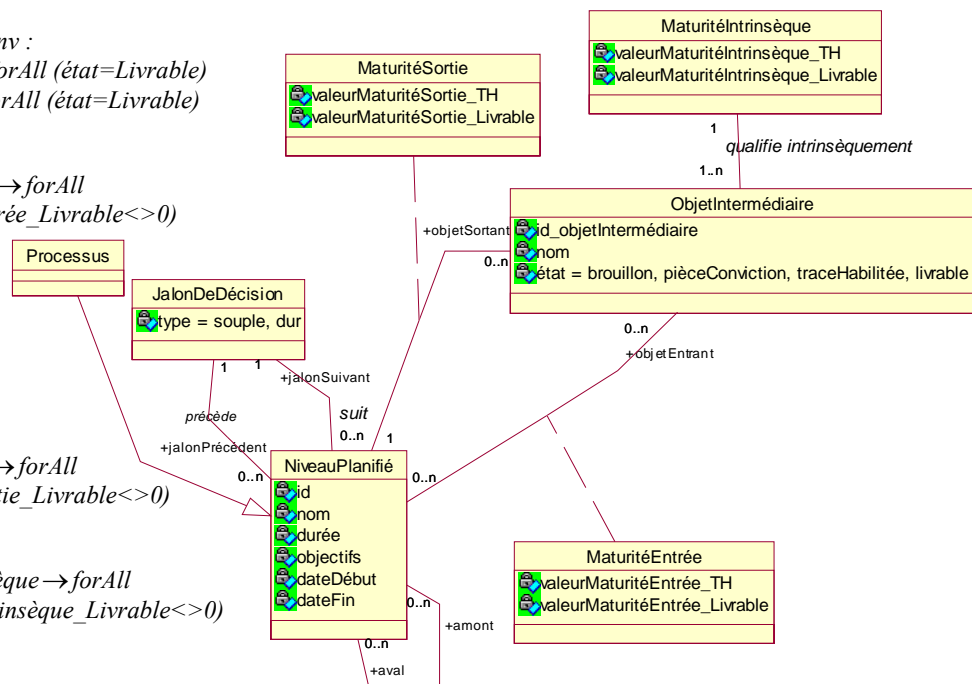 nv :
orAll (état=Livrable)
rAll (état=Livrable)
→forAll
rée_Livrable<>0)
→forAll
tie_Livrable<>0)
èque→forAll
insèque_Livrable<>0)
MaturitéIntrinsèque
valeurMaturitéIntrinsèque_TH
valeurMaturitéIntrinsèque_Livrable
MaturitéSortie
valeurMaturitéSortie_TH
valeurMaturitéSortie_Livrable
1
qualifie intrinsèquement
1..n
ObjetIntermédiaire
id_objetIntermédiaire
nom
état = brouillon, pièceConviction, traceHabilitée, livrable
+objetSortant
0..n
0..n
+objetEntrant
Processus
JalonDeDécision
type = souple, dur
1
1
+jalonSuivant
précède
suit
+jalonPrécédent
0..n
1
0..n
0..n
NiveauPlanifié
id
nom
durée
objectifs
dateDébut
dateFin
MaturitéEntrée
valeurMaturitéEntrée_TH
valeurMaturitéEntrée_Livrable
0..n
+amont
0..n
+aval